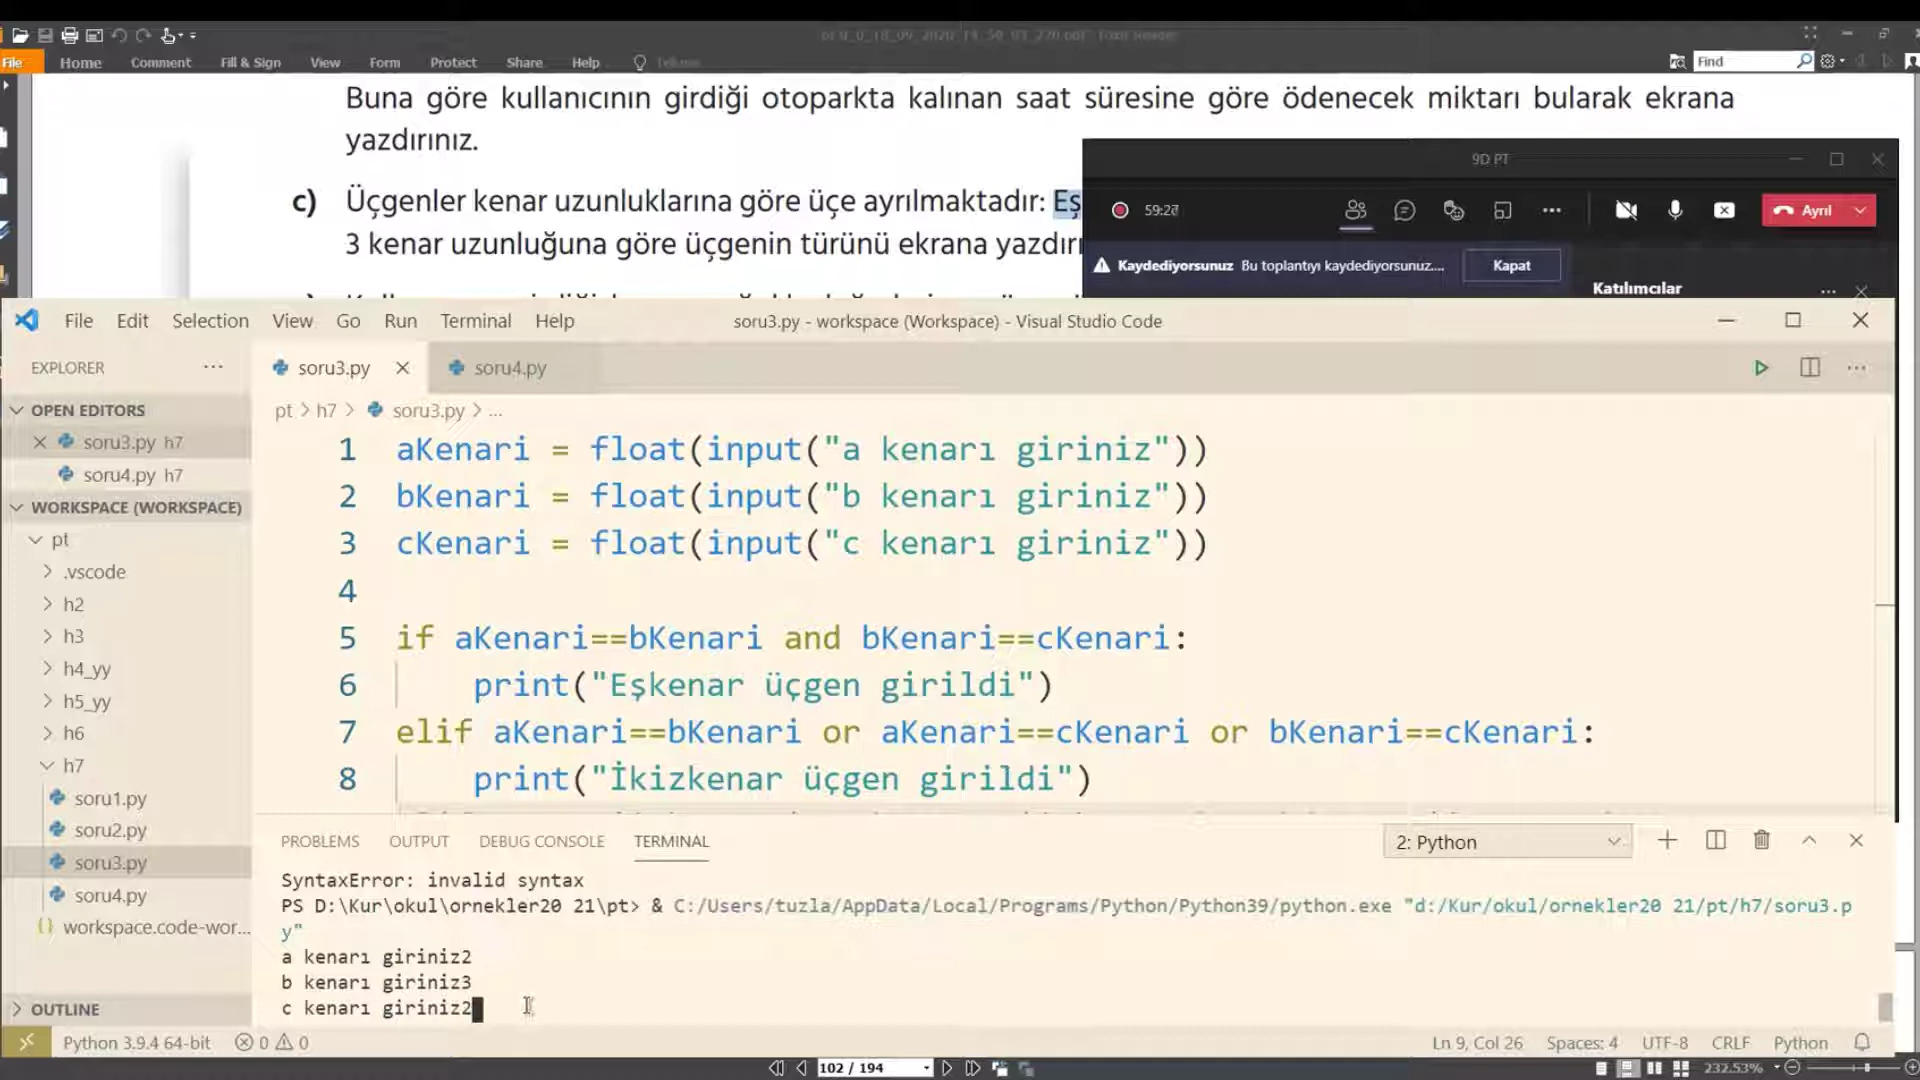 File Home Comment Fill & Sign View Form Protect Share Help
Find
Buna göre kullanıcının girdiği otoparkta kalınan saat süresine göre ödenecek miktarı bularak ekrana
yazdırınız.
c) Üçgenler kenar uzunluklarına göre üçe ayrılmaktadır: Eş
3 kenar uzunluğuna göre üçgenin türünü ekrana yazdırı
9D PT
59:27
Ayrıl
Kaydediyorsunuz Bu toplantıyı kaydediyorsunuz.... Kapat
Katılımcılar
File Edit Selection View Go Run Terminal Help
soru3.py - workspace (Workspace) - Visual Studio Code
EXPLORER
OPEN EDITORS
soru3.py h7
soru4.py h7
WORKSPACE (WORKSPACE)
pt
.vscode
h2
h3
h4_yy
h5_yy
h6
h7
soru1.py
soru2.py
soru3.py
soru4.py
workspace.code-wor...
OUTLINE
soru3.py soru4.py
pt > h7 > soru3.py > ...
1 aKenari = float(input("a kenarı giriniz"))
2 bKenari = float(input("b kenarı giriniz"))
3 cKenari = float(input("c kenarı giriniz"))
4
5 if aKenari==bKenari and bKenari==cKenari:
6 print("Eşkenar üçgen girildi")
7 elif aKenari==bKenari or aKenari==cKenari or bKenari==cKenari:
8 print("İkizkenar üçgen girildi")
PROBLEMS OUTPUT DEBUG CONSOLE TERMINAL
2: Python
SyntaxError: invalid syntax
PS D:\Kur\okul\ornekler20 21\pt> & C:/Users/tuzla/AppData/Local/Programs/Python/Python39/python.exe "d:/Kur/okul/ornekler20 21/pt/h7/soru3.p
y"
a kenarı giriniz2
b kenarı giriniz3
c kenarı giriniz2
Python 3.9.4 64-bit 0 0
Ln 9, Col 26 Spaces: 4 UTF-8 CRLF Python
102 / 194
232.53%